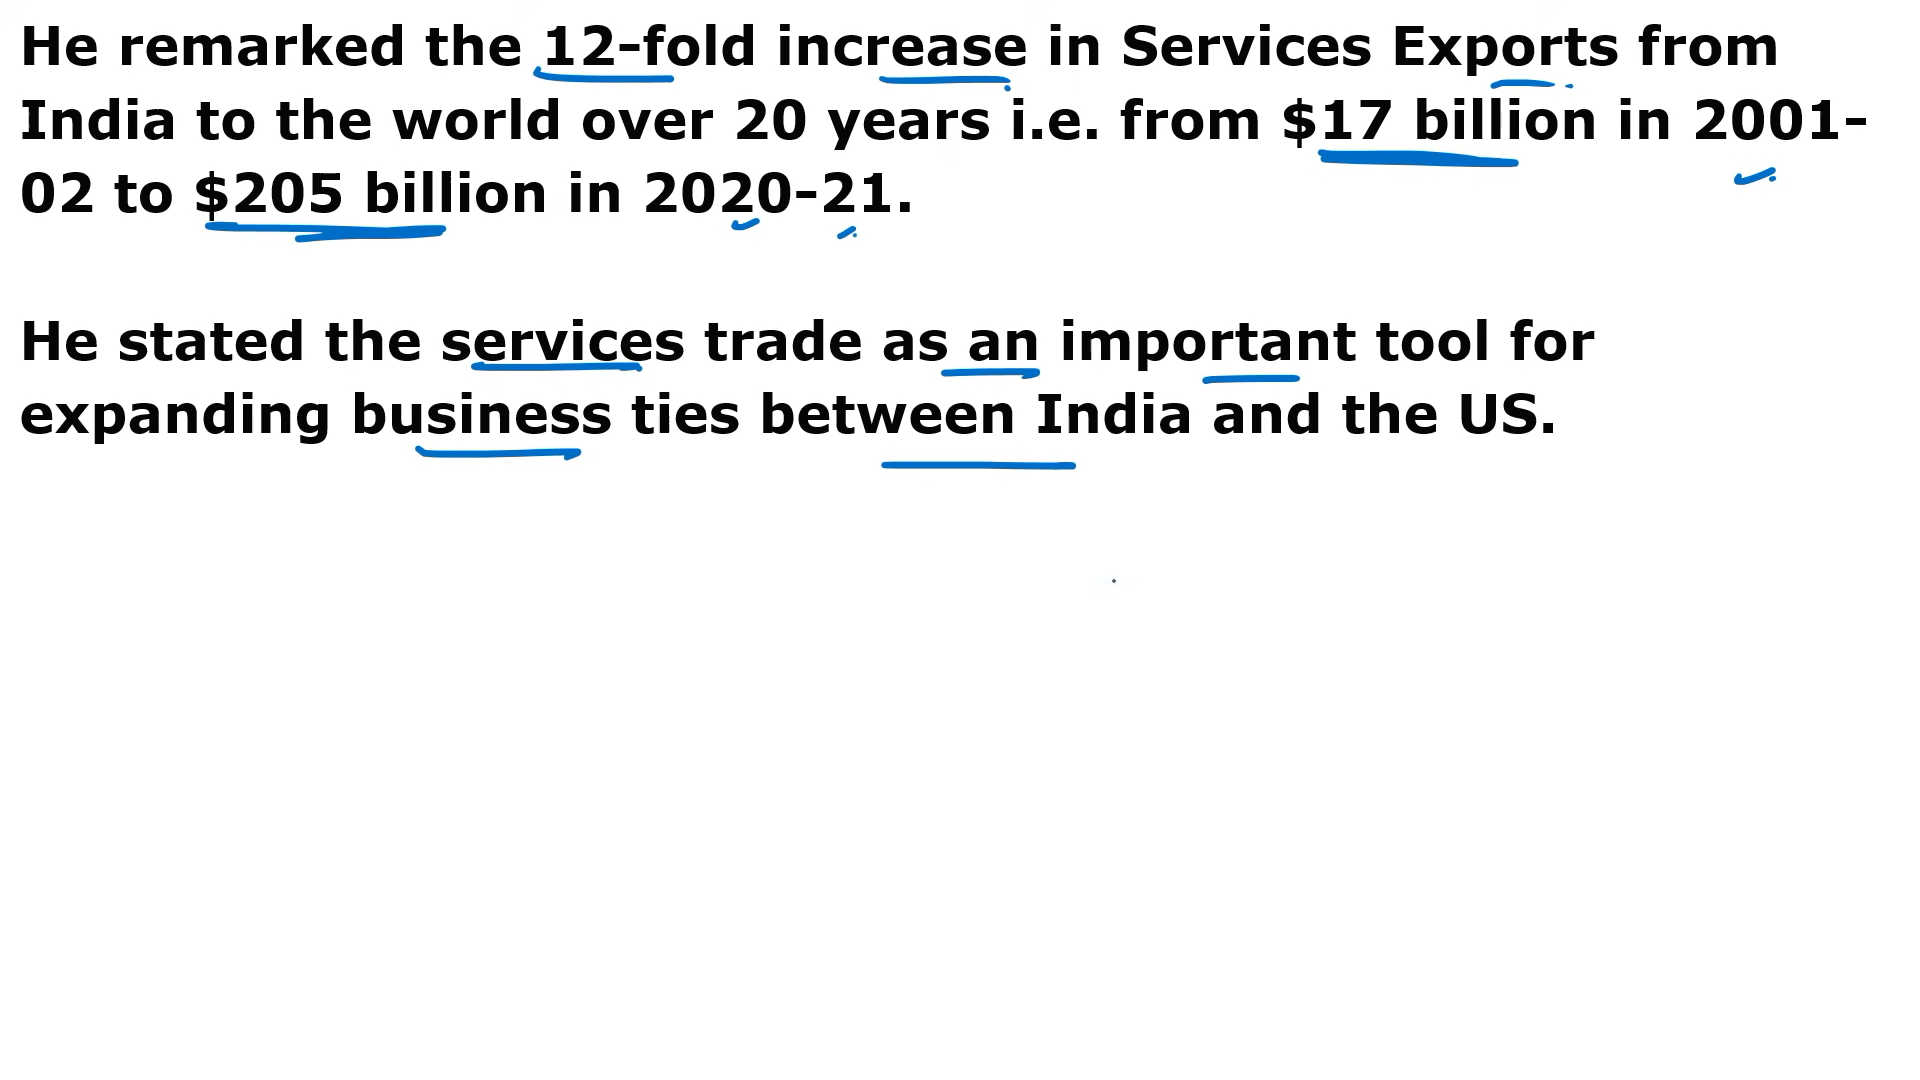 He remarked the 12-fold increase in Services Exports from
India to the world over 20 years i.e. from $17 billion in 2001-
02 to $205 billion in 2020-21.
He stated the services trade as an important tool for
expanding business ties between India and the US.